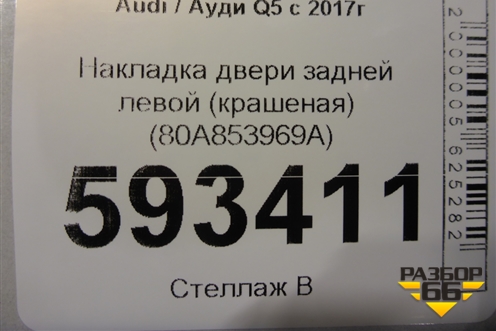 Audi / Ауди Q5 с 2017г
Накладка двери задней
левой (крашеная)
(80A853969A)
593411
Стеллаж В
2000005625282
РАЗБОР
66